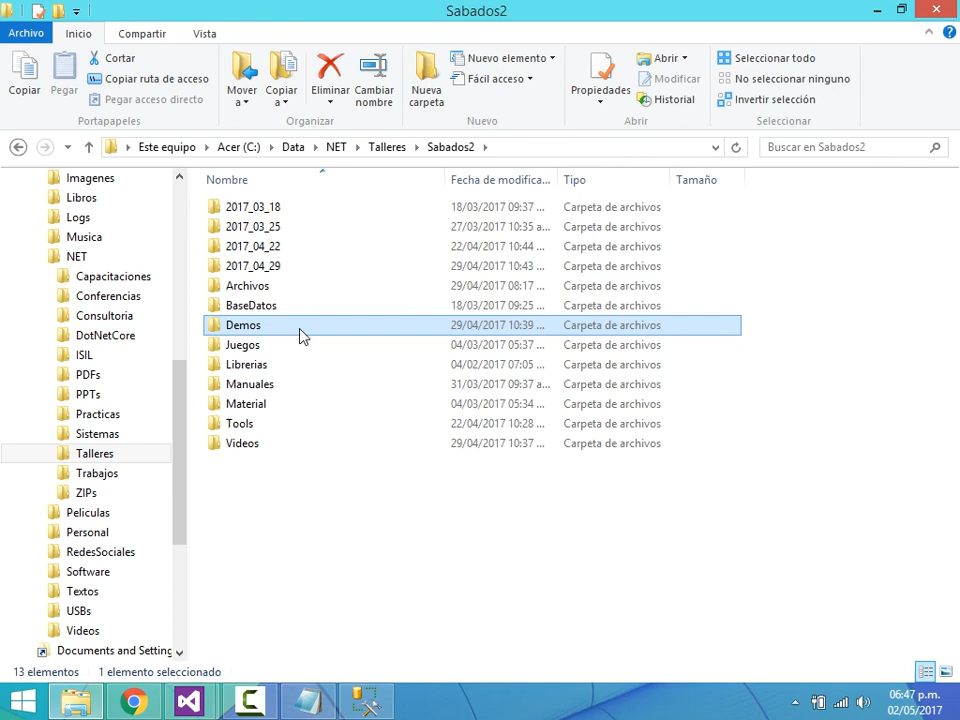 Sabados2
Archivo Inicio Compartir Vista
Copiar
Pegar
Cortar
Copiar ruta de acceso
Pegar acceso directo
Portapapeles
Mover a
Copiar a
Eliminar
Cambiar nombre
Organizar
Nueva carpeta
Nuevo elemento
Fácil acceso
Nuevo
Propiedades
Abrir
Modificar
Historial
Abrir
Seleccionar todo
No seleccionar ninguno
Invertir selección
Seleccionar
Este equipo Acer (C:) Data NET Talleres Sabados2
Buscar en Sabados2
Imagenes
Libros
Logs
Musica
NET
Capacitaciones
Conferencias
Consultoria
DotNetCore
ISIL
PDFs
PPTs
Practicas
Sistemas
Talleres
Trabajos
ZIPs
Peliculas
Personal
RedesSociales
Software
Textos
USBs
Videos
Documents and Setting
Nombre Fecha de modifica... Tipo Tamaño
2017_03_18 18/03/2017 09:37 ... Carpeta de archivos
2017_03_25 27/03/2017 10:35 a... Carpeta de archivos
2017_04_22 22/04/2017 10:44 ... Carpeta de archivos
2017_04_29 29/04/2017 10:43 ... Carpeta de archivos
Archivos 29/04/2017 08:17 ... Carpeta de archivos
BaseDatos 18/03/2017 09:25 ... Carpeta de archivos
Demos 29/04/2017 10:39 ... Carpeta de archivos
Juegos 04/03/2017 05:37 ... Carpeta de archivos
Librerias 04/02/2017 07:05 ... Carpeta de archivos
Manuales 31/03/2017 09:37 a... Carpeta de archivos
Material 04/03/2017 05:34 ... Carpeta de archivos
Tools 22/04/2017 10:28 ... Carpeta de archivos
Videos 29/04/2017 10:37 ... Carpeta de archivos
13 elementos 1 elemento seleccionado
06:47 p.m.
02/05/2017